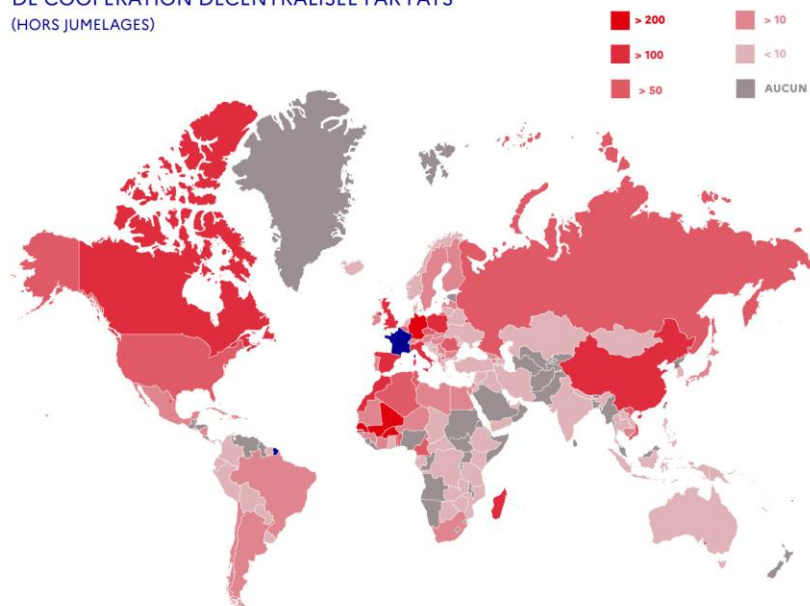 DE COOPÉRATION DÉCENTRALISÉE PAR PAYS
(HORS JUMELAGES)
> 200
> 10
> 100
< 10
> 50
AUCUN